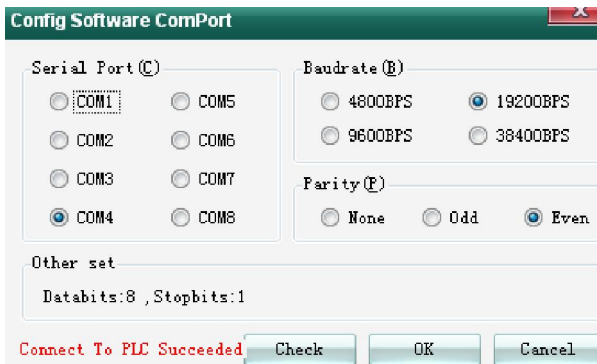 Config Software ComPort
Serial Port(C)
COM1 COM5
COM2 COM6
COM3 COM7
COM4 COM8
Baudrate(B)
4800BPS 19200BPS
9600BPS 38400BPS
Parity(P)
None Odd Even
Other set
Databits:8 ,Stopbits:1
Connect To PLC Succeeded Check OK Cancel